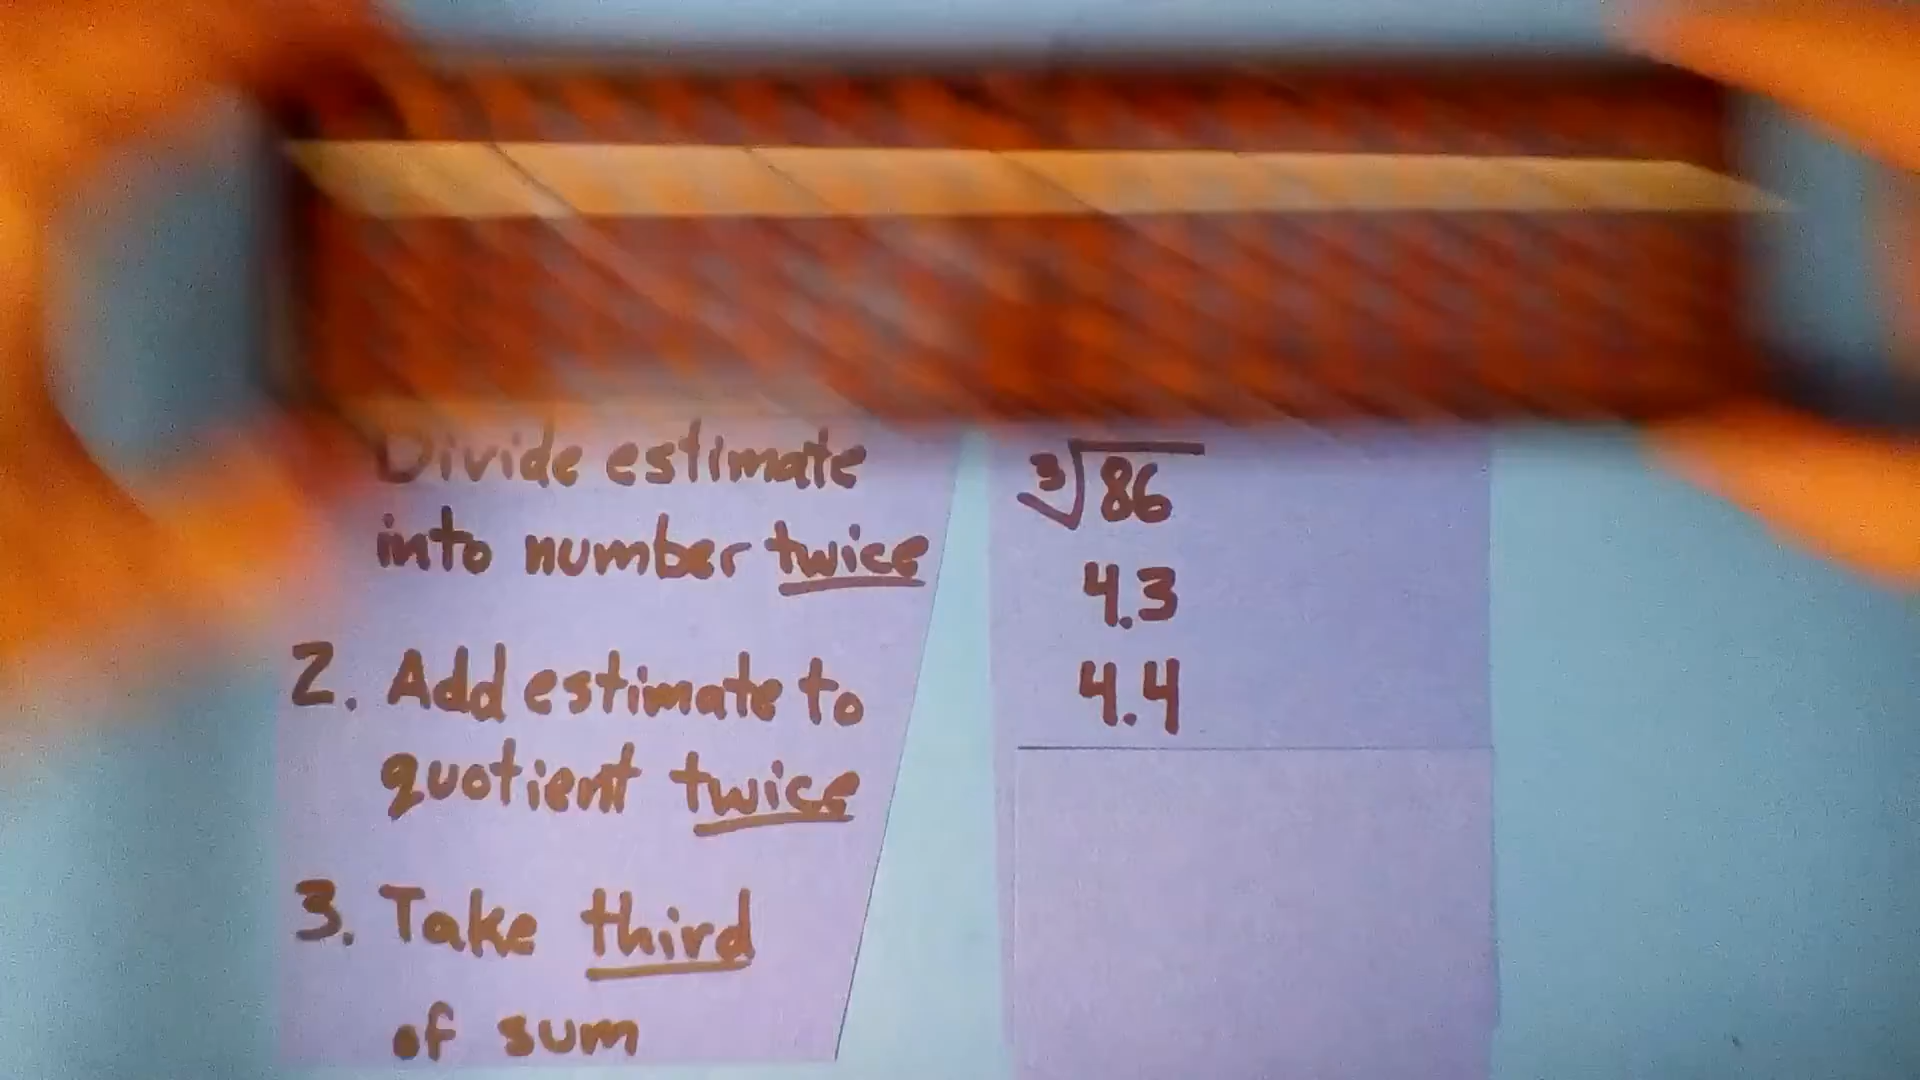 Divide estimate
into number twice
2. Add estimate to
quotient twice
3. Take third
of sum
3√86
4.3
4.4